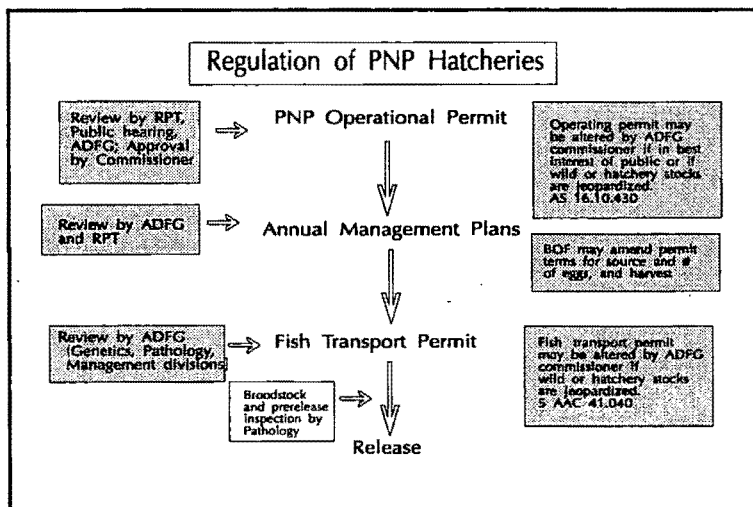 Regulation of PNP Hatcheries
Review by RPT,
Public hearing,
ADFG; Approval
by Commissioner
PNP Operational Permit
Operating permit may
be altered by ADFG
commissioner if in best
interest of public or if
wild or hatchery stocks
are jeopardized.
AS 16.10.430
Review by ADFG
and RPT
Annual Management Plans
BOF may amend permit
terms for source and #
of eggs, and harvest
Review by ADFG
(Genetics, Pathology,
Management divisions)
Fish Transport Permit
Fish transport permit
may be altered by ADFG
commissioner if
wild or hatchery stocks
are jeopardized.
5 AAC 41.040
Broodstock
and prerelease
inspection by
Pathology
Release